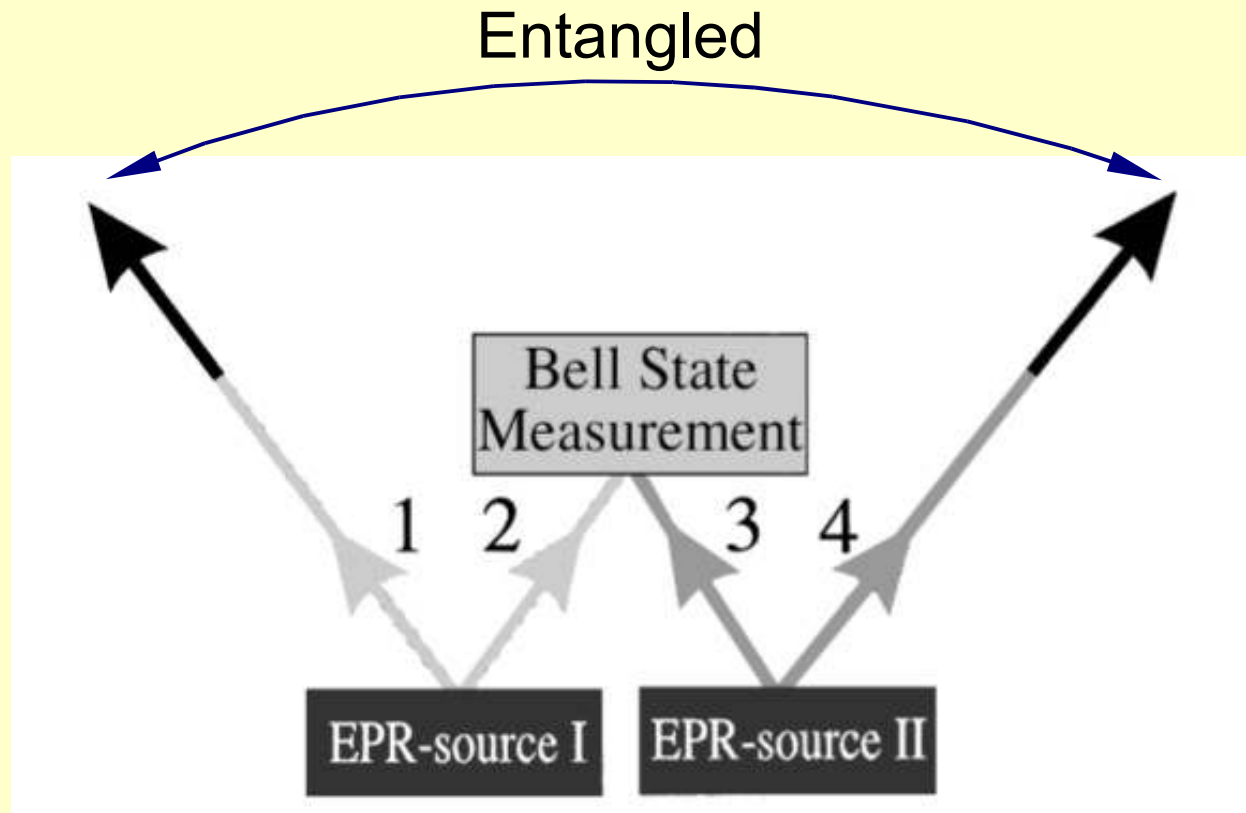 Entangled
Bell State
Measurement
1 2 3 4
EPR-source I EPR-source II